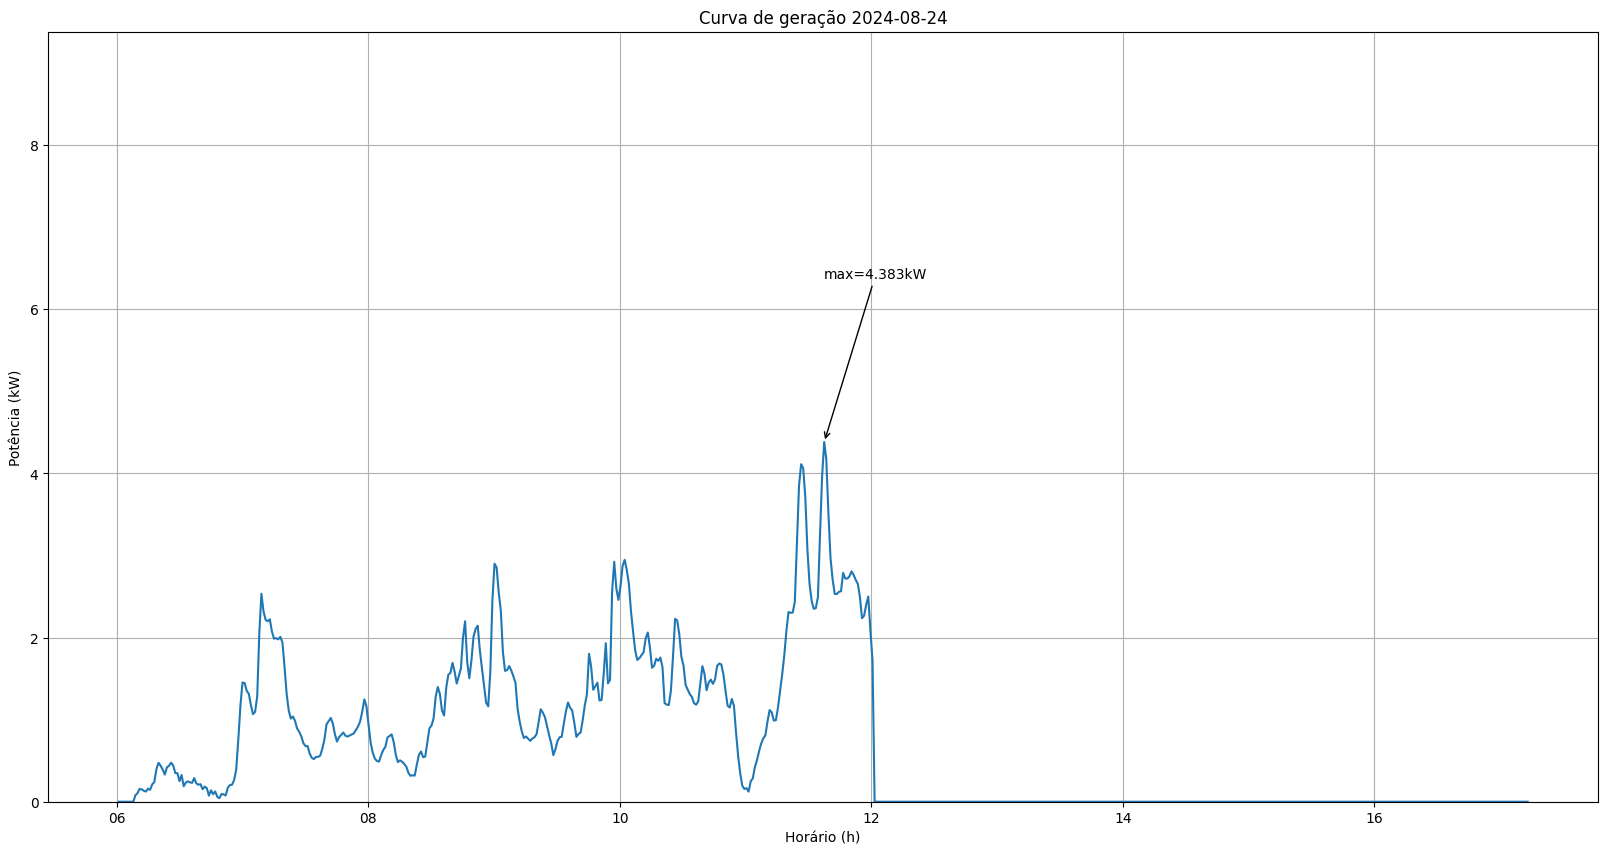 Curva de geração 2024-08-24
Potência (kW)
8
6
4
2
0
max=4.383kW
06 08 10 12 14 16
Horário (h)